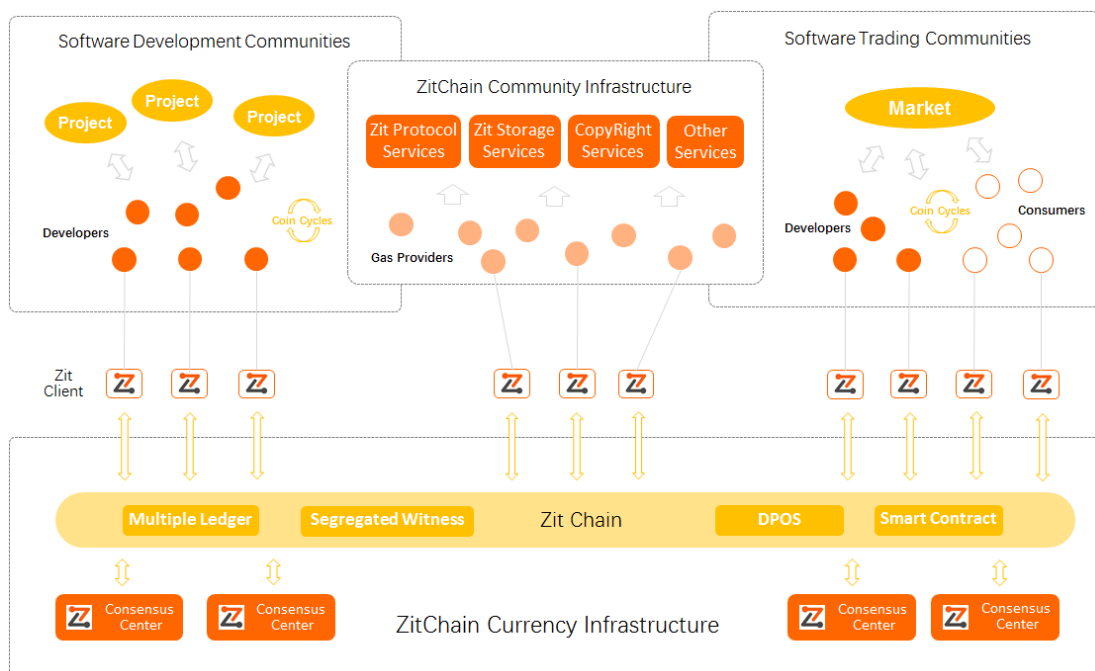 Software Development Communities
Project
Project
Project
Coin Cycles
Developers
ZitChain Community Infrastructure
Zit Protocol
Services
Zit Storage
Services
CopyRight
Services
Other
Services
Gas Providers
Software Trading Communities
Market
Developers
Coin Cycles
Consumers
Zit
Client
Multiple Ledger
Segregated Witness
Zit Chain
DPOS
Smart Contract
Consensus
Center
Consensus
Center
ZitChain Currency Infrastructure
Consensus
Center
Consensus
Center